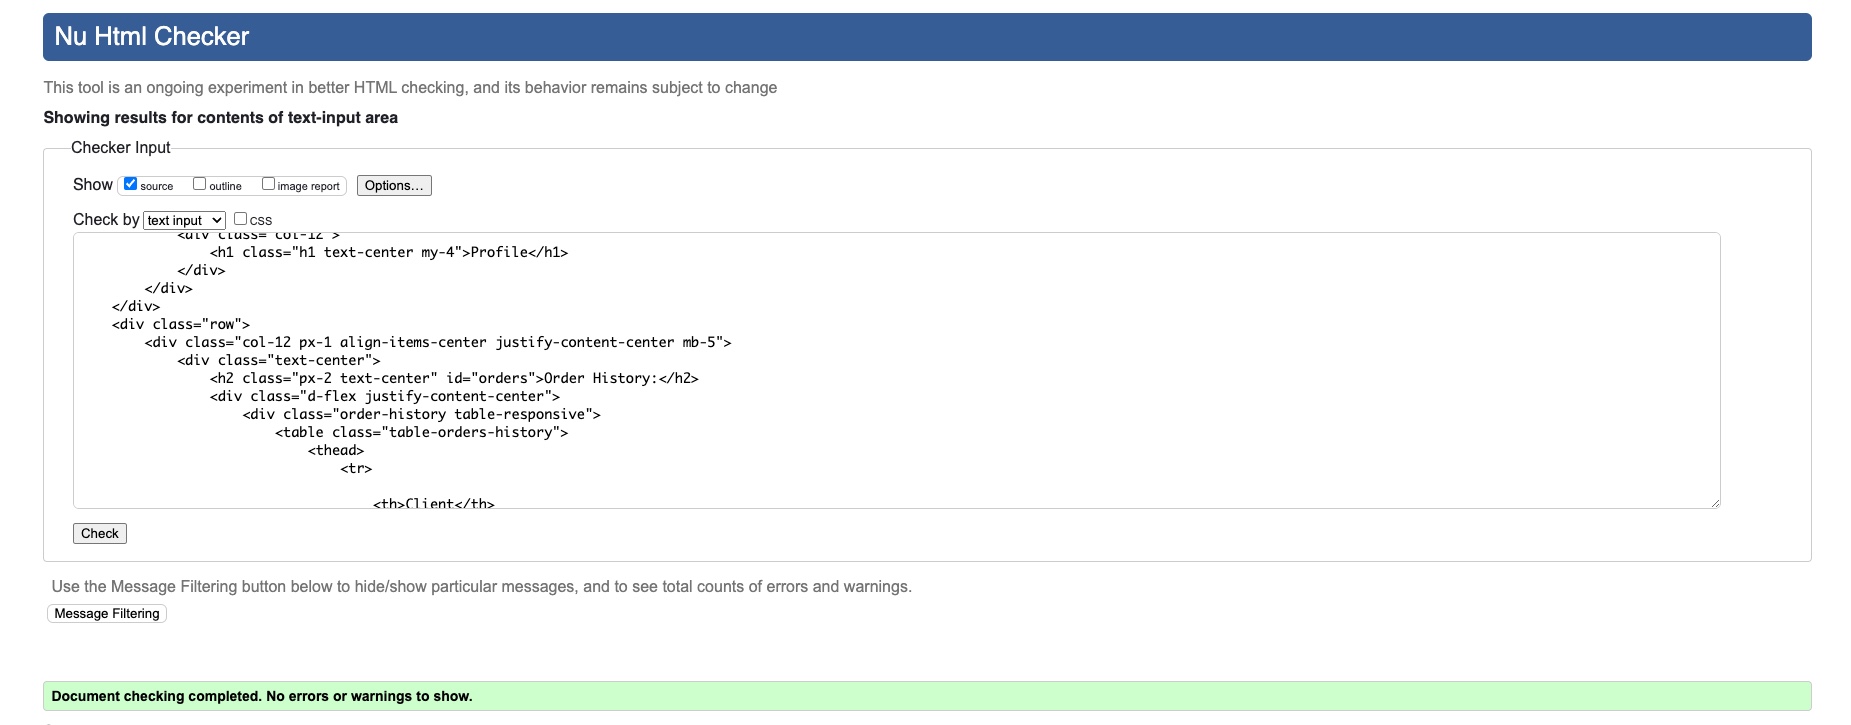 Nu Html Checker
This tool is an ongoing experiment in better HTML checking, and its behavior remains subject to change
Showing results for contents of text-input area
Checker Input
Show source outline image report Options...
Check by text input CSS
<div class="col-12">
<h1 class="h1 text-center my-4">Profile</h1>
</div>
</div>
</div>
<div class="row">
<div class="col-12 px-1 align-items-center justify-content-center mb-5">
<div class="text-center">
<h2 class="px-2 text-center" id="orders">Order History:</h2>
<div class="d-flex justify-content-center">
<div class="order-history table-responsive">
<table class="table-orders-history">
<thead>
<tr>
<th>Client</th>
Check
Use the Message Filtering button below to hide/show particular messages, and to see total counts of errors and warnings.
Message Filtering
Document checking completed. No errors or warnings to show.